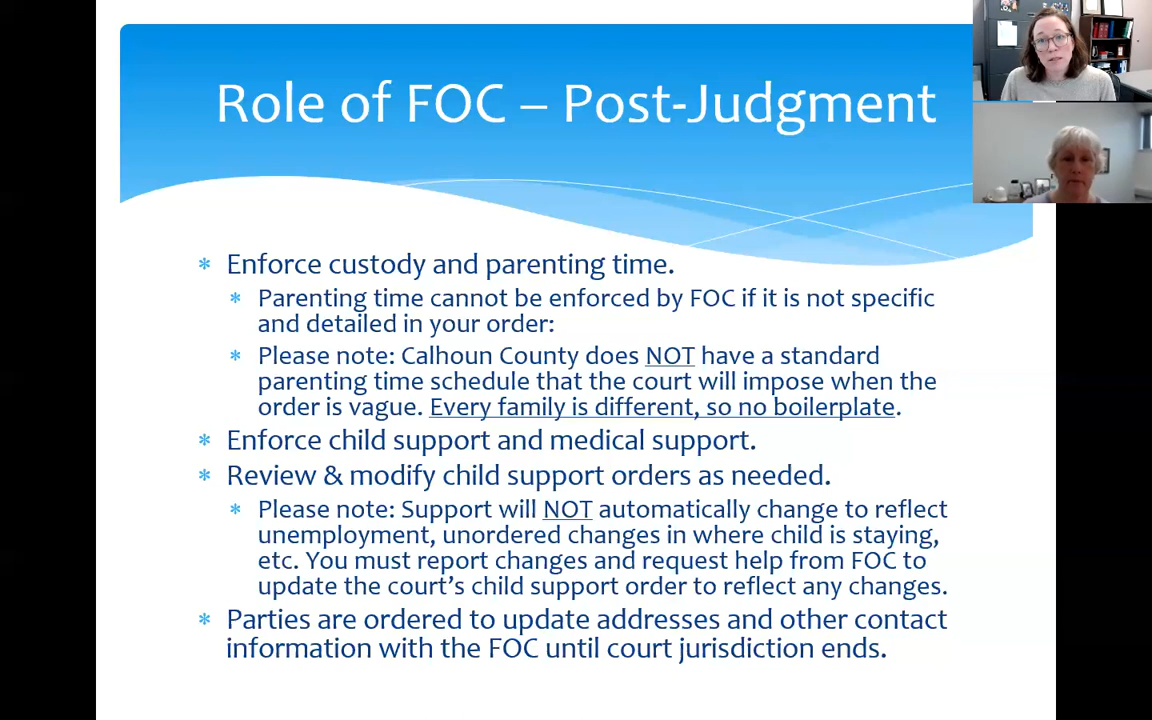 Role of FOC – Post-Judgment
* Enforce custody and parenting time.
* Parenting time cannot be enforced by FOC if it is not specific
and detailed in your order:
* Please note: Calhoun County does NOT have a standard
parenting time schedule that the court will impose when the
order is vague. Every family is different, so no boilerplate.
* Enforce child support and medical support.
* Review & modify child support orders as needed.
* Please note: Support will NOT automatically change to reflect
unemployment, unordered changes in where child is staying,
etc. You must report changes and request help from FOC to
update the court’s child support order to reflect any changes.
* Parties are ordered to update addresses and other contact
information with the FOC until court jurisdiction ends.